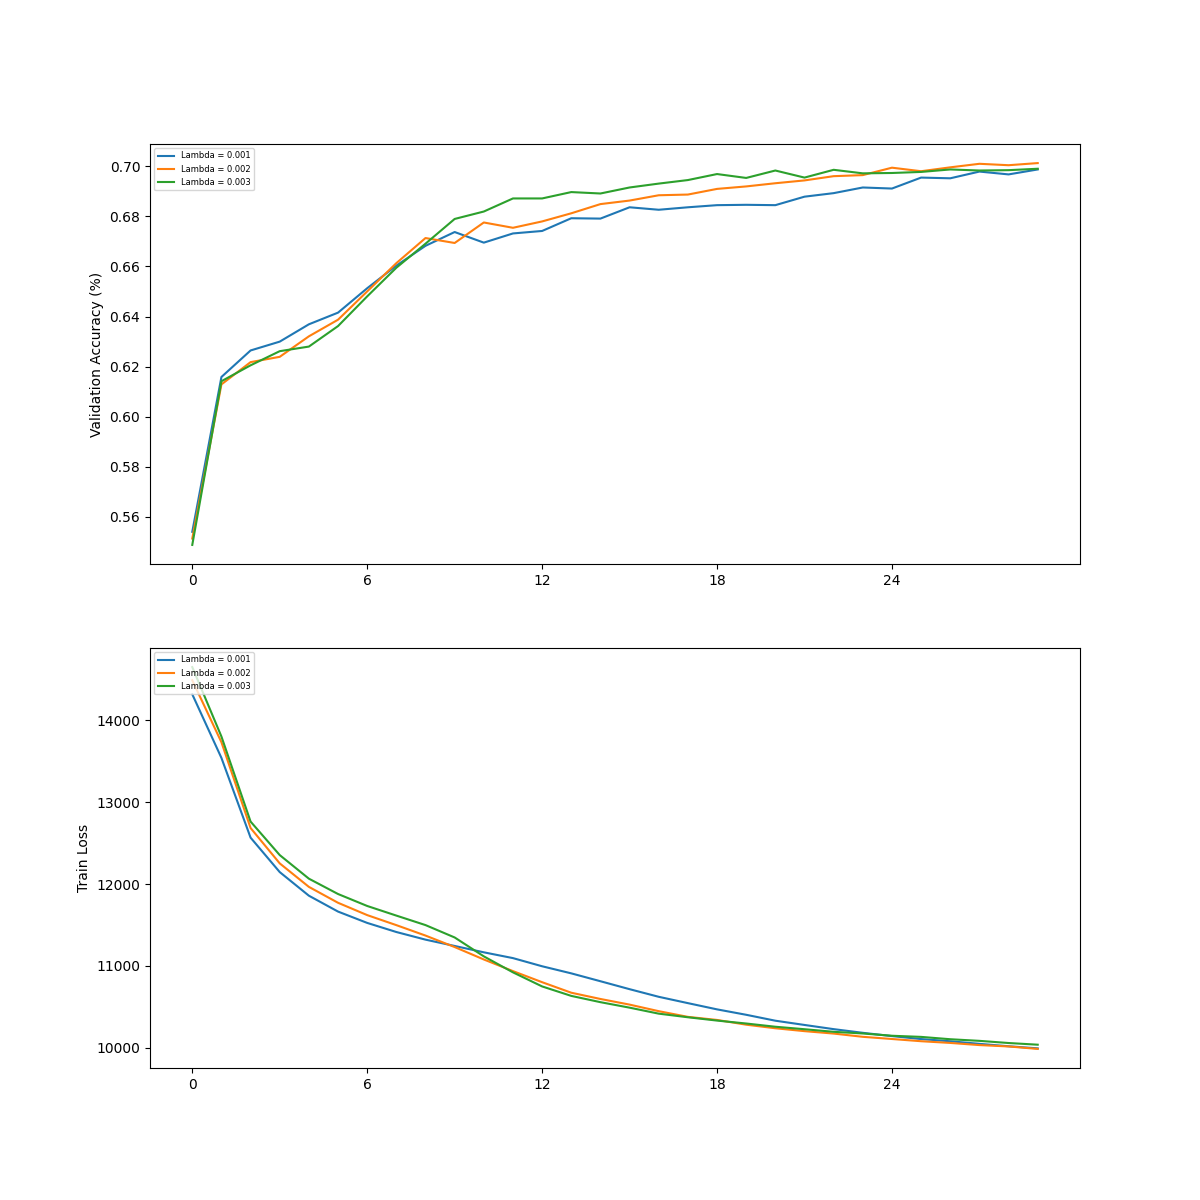 Lambda = 0.001
Lambda = 0.002
Lambda = 0.003
Validation Accuracy (%)
0.70
0.68
0.66
0.64
0.62
0.60
0.58
0.56
0 6 12 18 24
Lambda = 0.001
Lambda = 0.002
Lambda = 0.003
Train Loss
14000
13000
12000
11000
10000
0 6 12 18 24